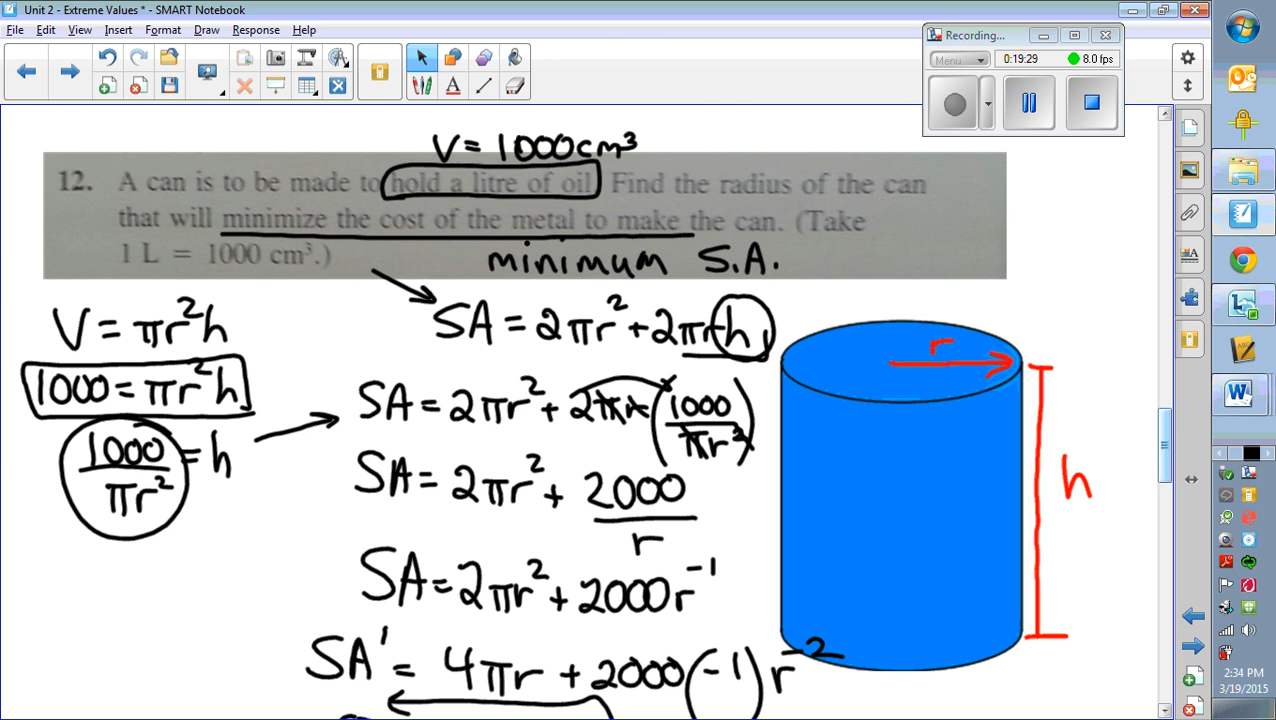 Unit 2 - Extreme Values * - SMART Notebook
File Edit View Insert Format Draw Response Help
Recording...
Menu 0:19:29 8.0 fps
V = 1000cm³
12. A can is to be made to hold a litre of oil. Find the radius of the can
that will minimize the cost of the metal to make the can. (Take
1 L = 1000 cm³.)
minimum S.A.
V = πr²h
SA = 2πr² + 2πrh
1000 = πr²h
SA = 2πr² + 2πr(1000/πr²)
1000/πr² = h
SA = 2πr² + 2000/r
SA = 2πr² + 2000r⁻¹
SA' = 4πr + 2000(-1)r⁻²
r
h
2:34 PM
3/19/2015